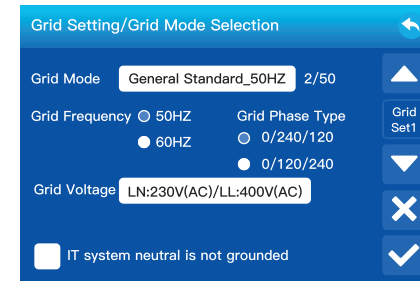 Grid Setting/Grid Mode Selection
Grid Mode General Standard_50HZ 2/50
Grid Frequency 50HZ Grid Phase Type
Grid Set1
60HZ 0/240/120
0/120/240
Grid Voltage LN:230V(AC)/LL:400V(AC)
IT system neutral is not grounded